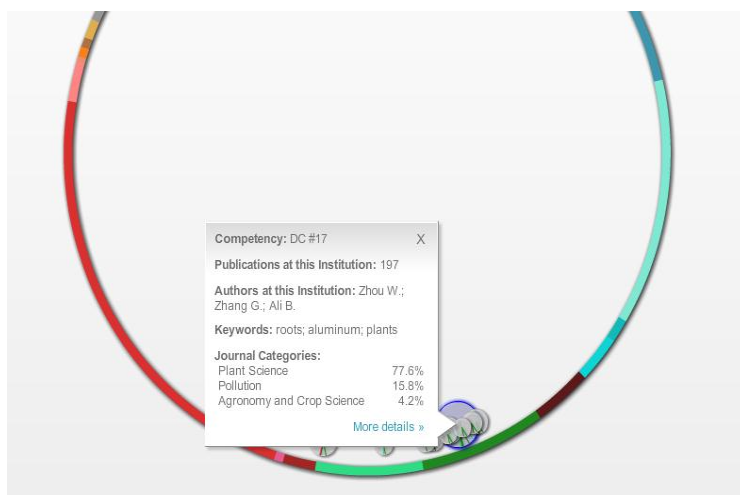 Competency: DC #17 X
Publications at this Institution: 197
Authors at this Institution: Zhou W.;
Zhang G.; Ali B.
Keywords: roots; aluminum; plants
Journal Categories:
Plant Science 77.6%
Pollution 15.8%
Agronomy and Crop Science 4.2%
More details »